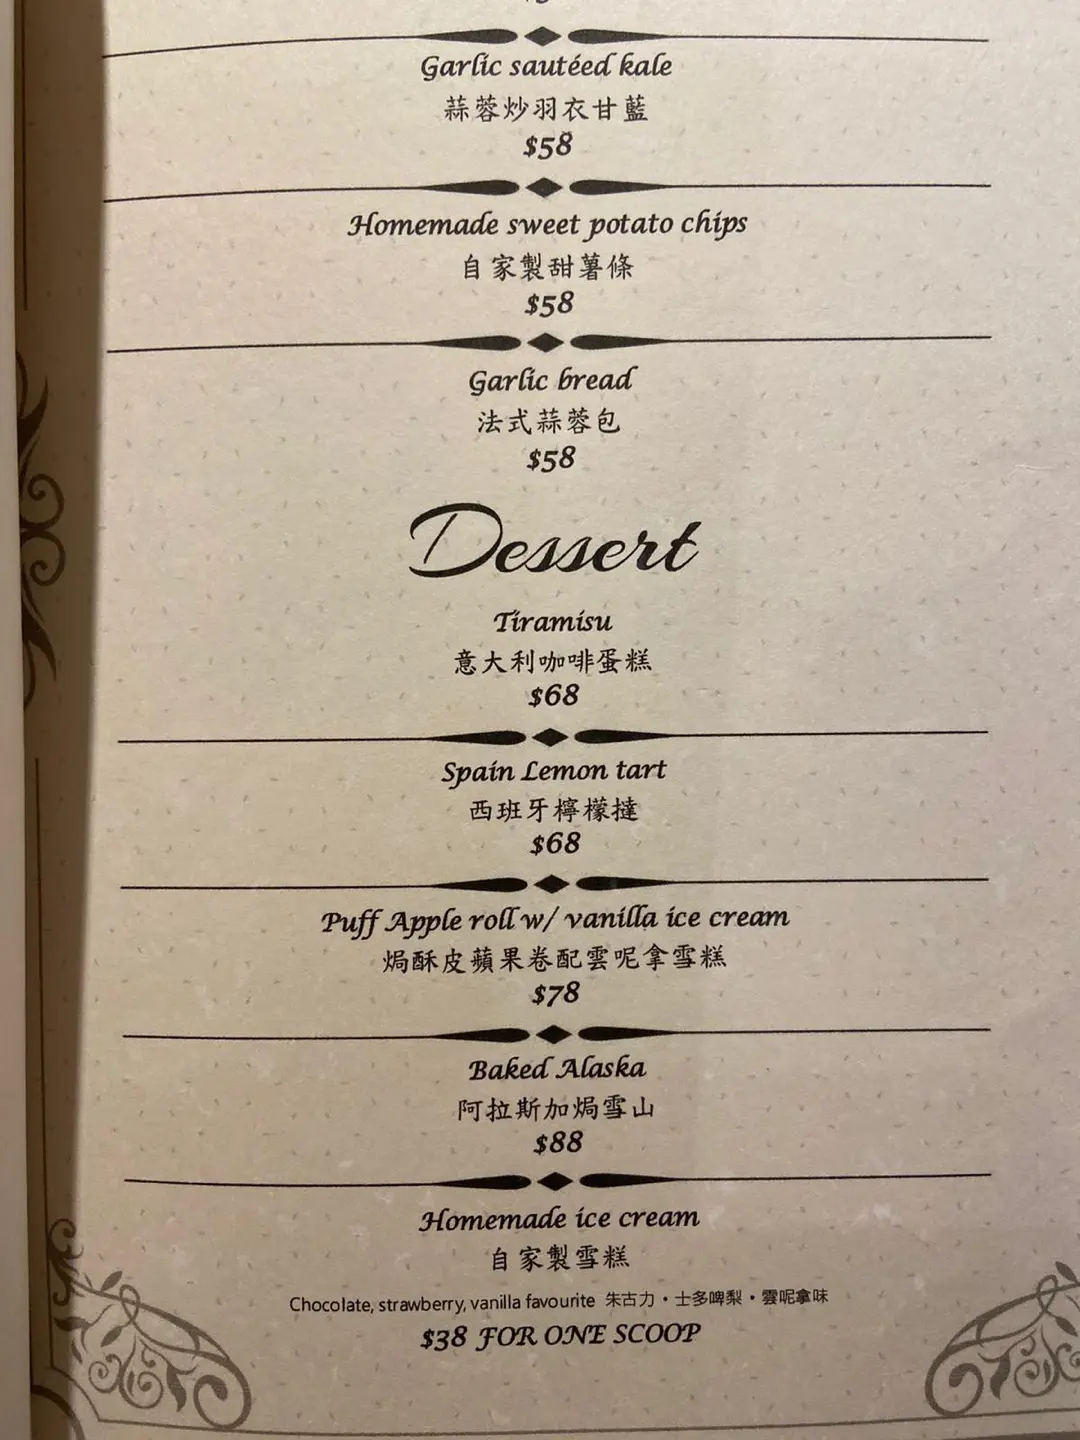 Garlic sautéed kale
蒜蓉炒羽衣甘藍
$58
Homemade sweet potato chips
自家製甜薯條
$58
Garlic bread
法式蒜蓉包
$58
Dessert
Tiramisu
意大利咖啡蛋糕
$68
Spain Lemon tart
西班牙檸檬撻
$68
Puff Apple roll w/ vanilla ice cream
焗酥皮蘋果卷配雲呢拿雪糕
$78
Baked Alaska
阿拉斯加焗雪山
$88
Homemade ice cream
自家製雪糕
Chocolate, strawberry, vanilla favourite 朱古力・士多啤梨・雲呢拿味
$38 FOR ONE SCOOP